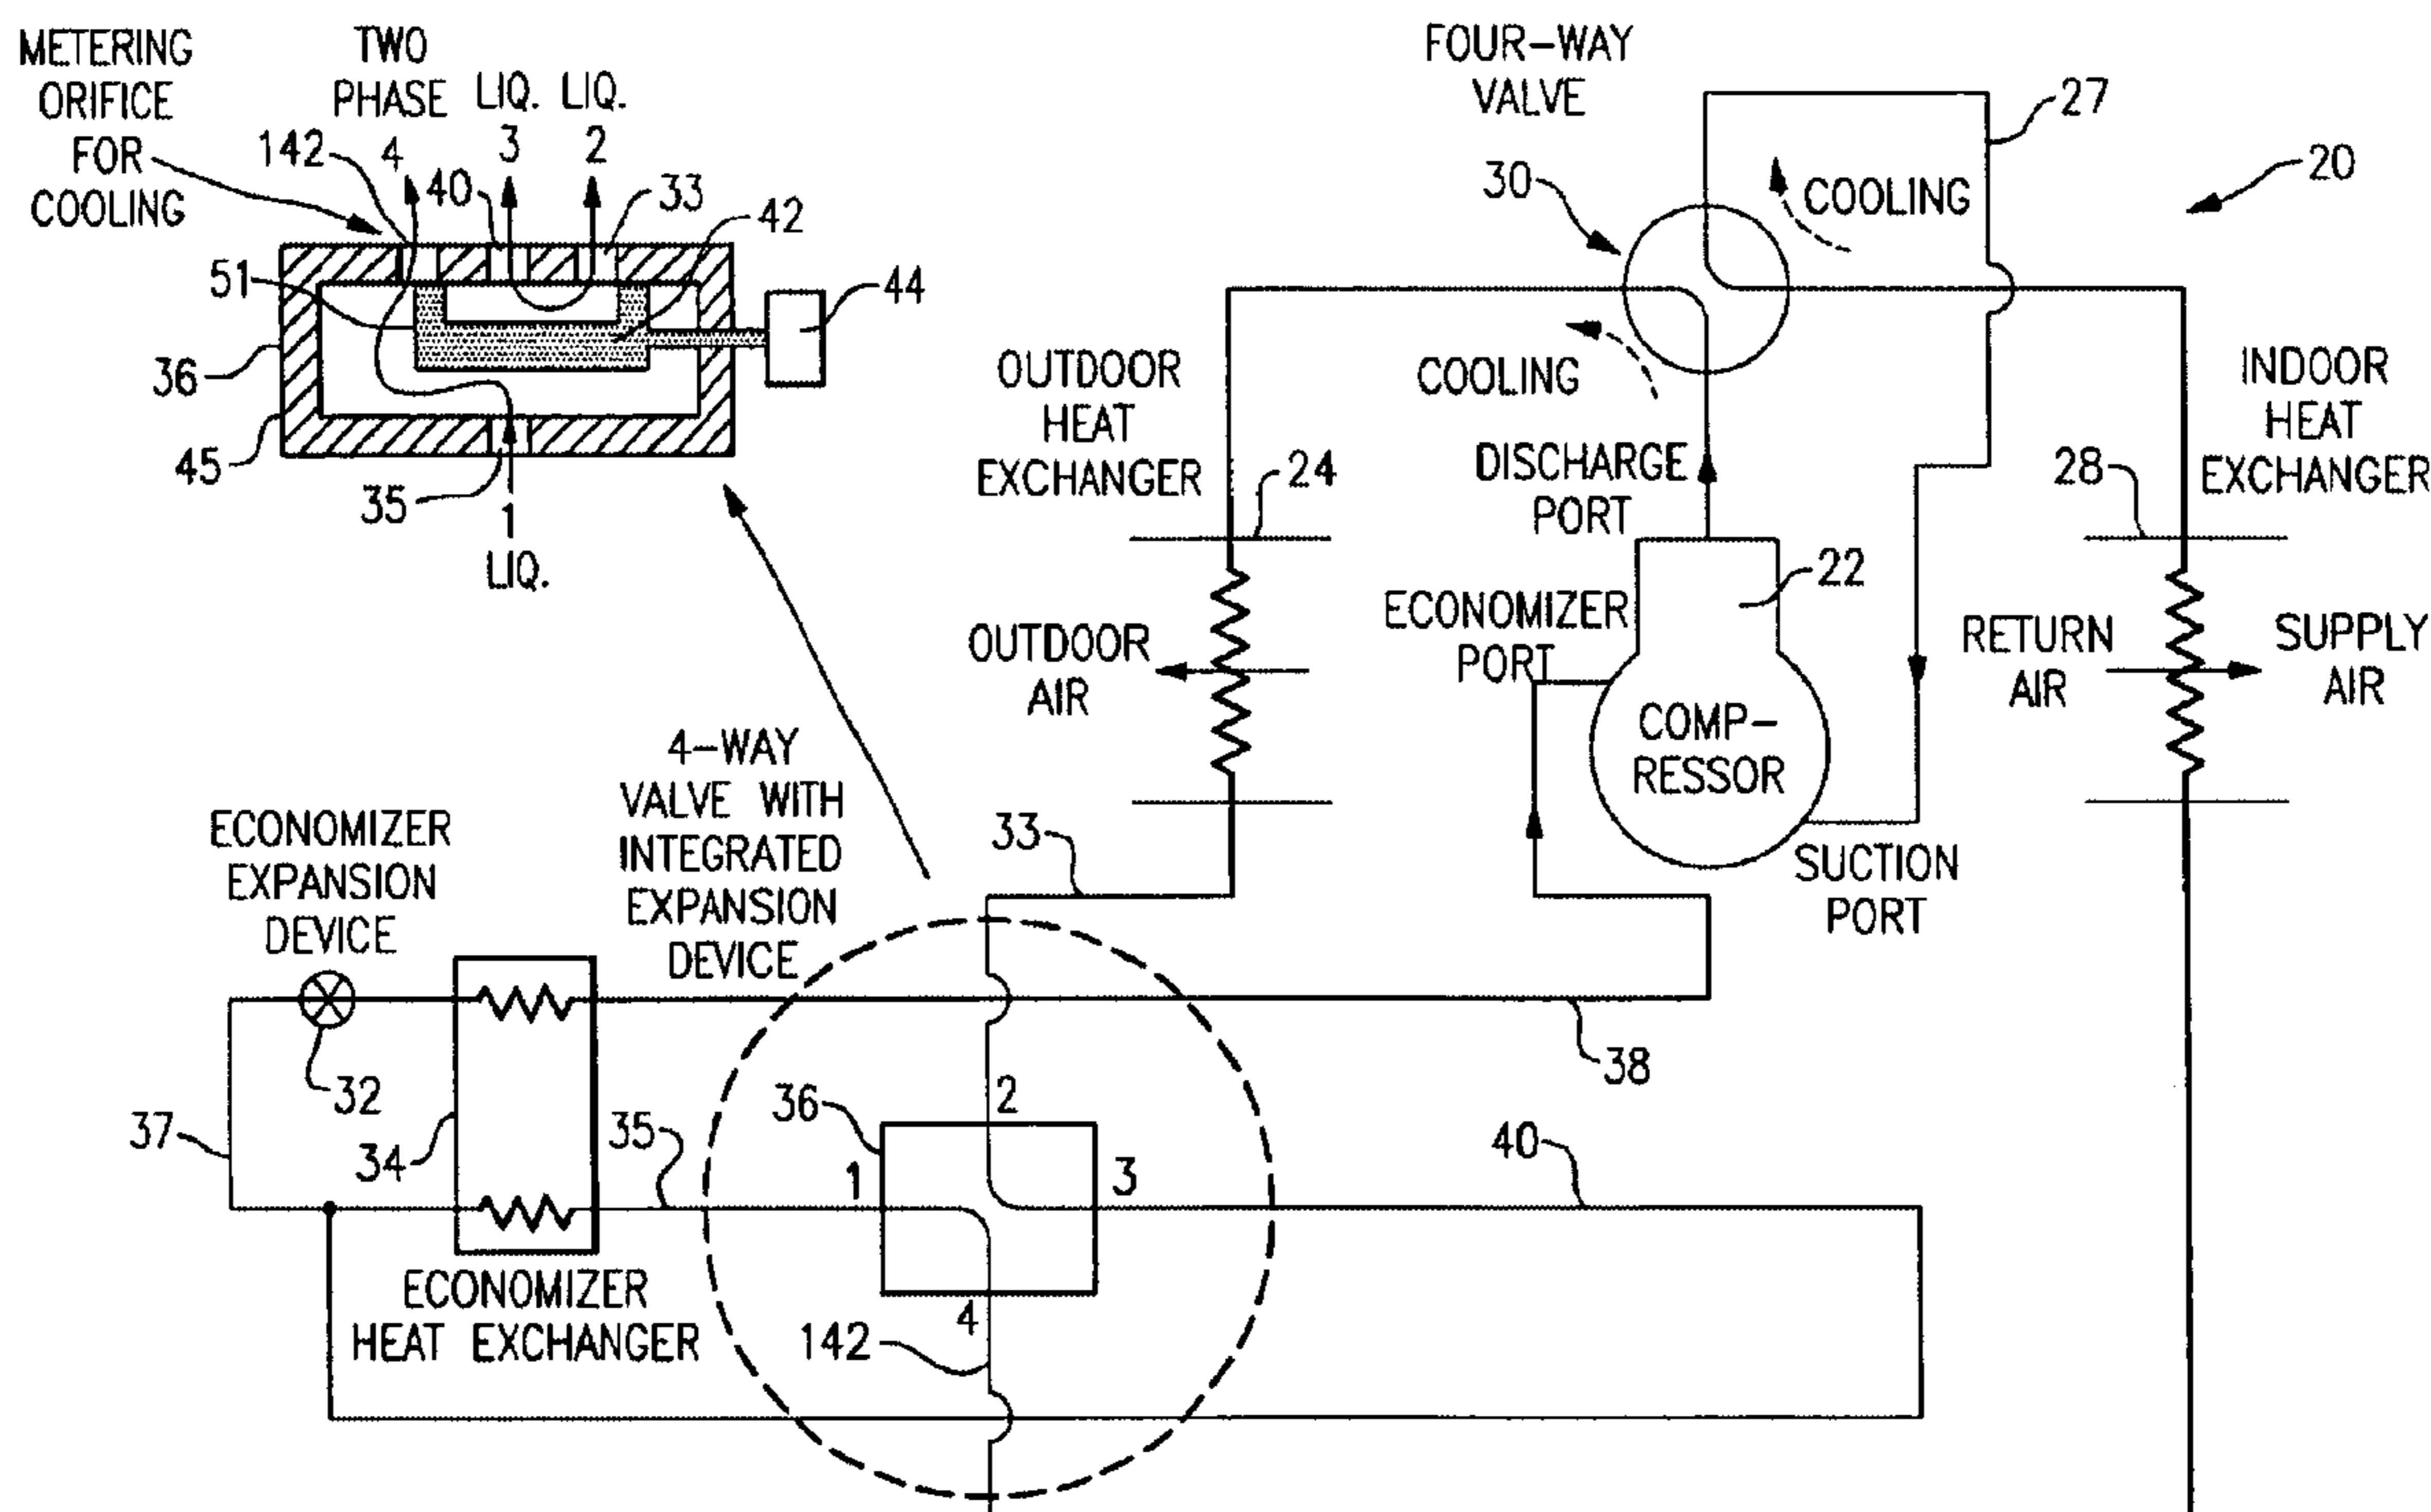 METERING
ORIFICE
FOR
COOLING
TWO
PHASE
4
LIQ.
3
LIQ.
2
142
40
33
42
51
44
36
45
35
1
LIQ.
FOUR-WAY
VALVE
27
20
30
COOLING
COOLING
OUTDOOR
HEAT
EXCHANGER
24
DISCHARGE
PORT
INDOOR
HEAT
EXCHANGER
28
22
ECONOMIZER
PORT
OUTDOOR
AIR
COMP-
RESSOR
RETURN
AIR
SUPPLY
AIR
SUCTION
PORT
4-WAY
VALVE WITH
INTEGRATED
EXPANSION
DEVICE
33
ECONOMIZER
EXPANSION
DEVICE
32
38
37
34
35
36
1
2
3
4
40
142
ECONOMIZER
HEAT EXCHANGER